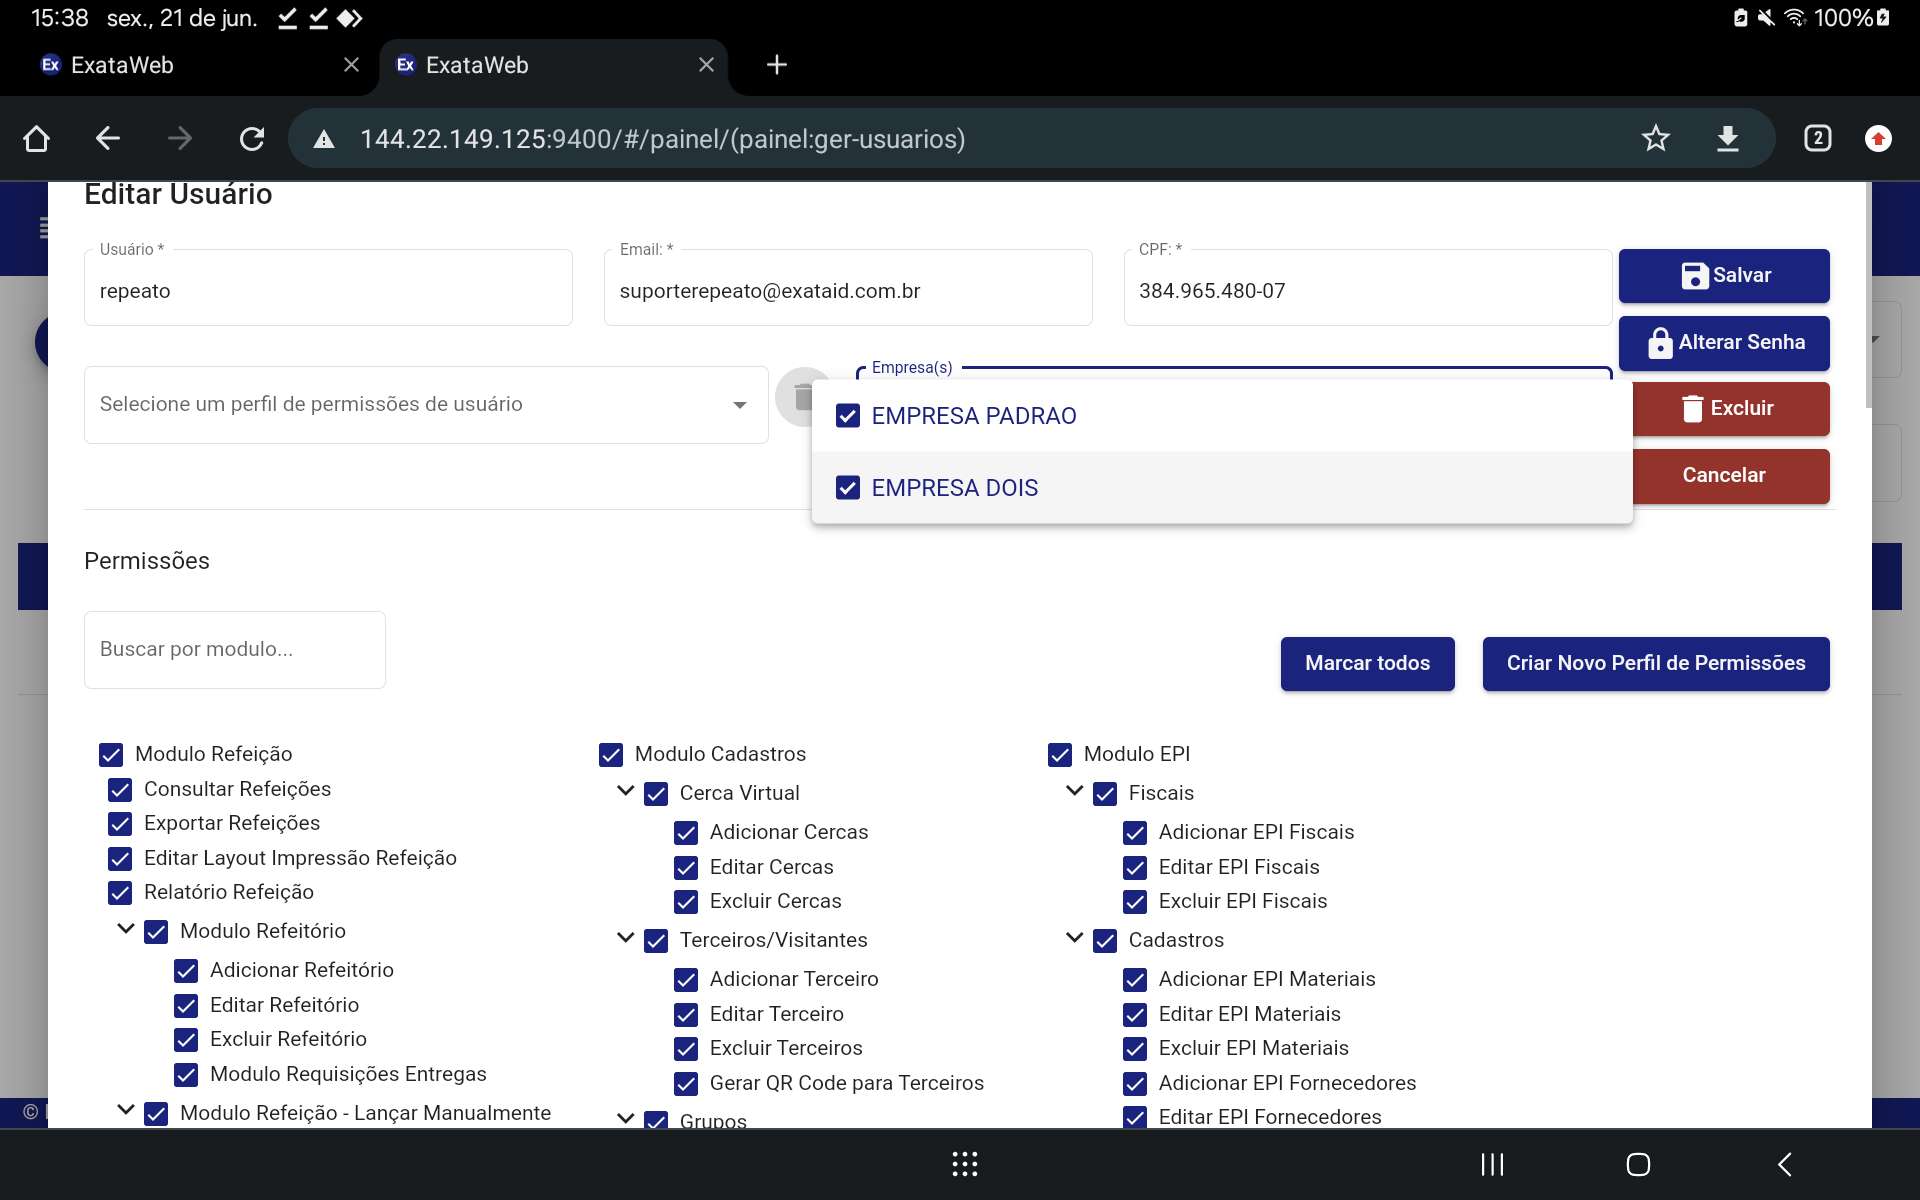 15:38 sex., 21 de jun. 100%
Ex ExataWeb
Ex ExataWeb
144.22.149.125:9400/#/painel/(painel:ger-usuarios)
2
Editar Usuário
Usuário *
repeato
Email: *
suporterepeato@exataid.com.br
CPF: *
384.965.480-07
Salvar
Alterar Senha
Excluir
Cancelar
Selecione um perfil de permissões de usuário
Empresa(s)
EMPRESA PADRAO
EMPRESA DOIS
Permissões
Buscar por modulo...
Marcar todos
Criar Novo Perfil de Permissões
Modulo Refeição
Consultar Refeições
Exportar Refeições
Editar Layout Impressão Refeição
Relatório Refeição
Modulo Refeitório
Adicionar Refeitório
Editar Refeitório
Excluir Refeitório
Modulo Requisições Entregas
Modulo Refeição - Lançar Manualmente
Modulo Cadastros
Cerca Virtual
Adicionar Cercas
Editar Cercas
Excluir Cercas
Terceiros/Visitantes
Adicionar Terceiro
Editar Terceiro
Excluir Terceiros
Gerar QR Code para Terceiros
Grupos
Modulo EPI
Fiscais
Adicionar EPI Fiscais
Editar EPI Fiscais
Excluir EPI Fiscais
Cadastros
Adicionar EPI Materiais
Editar EPI Materiais
Excluir EPI Materiais
Adicionar EPI Fornecedores
Editar EPI Fornecedores
©